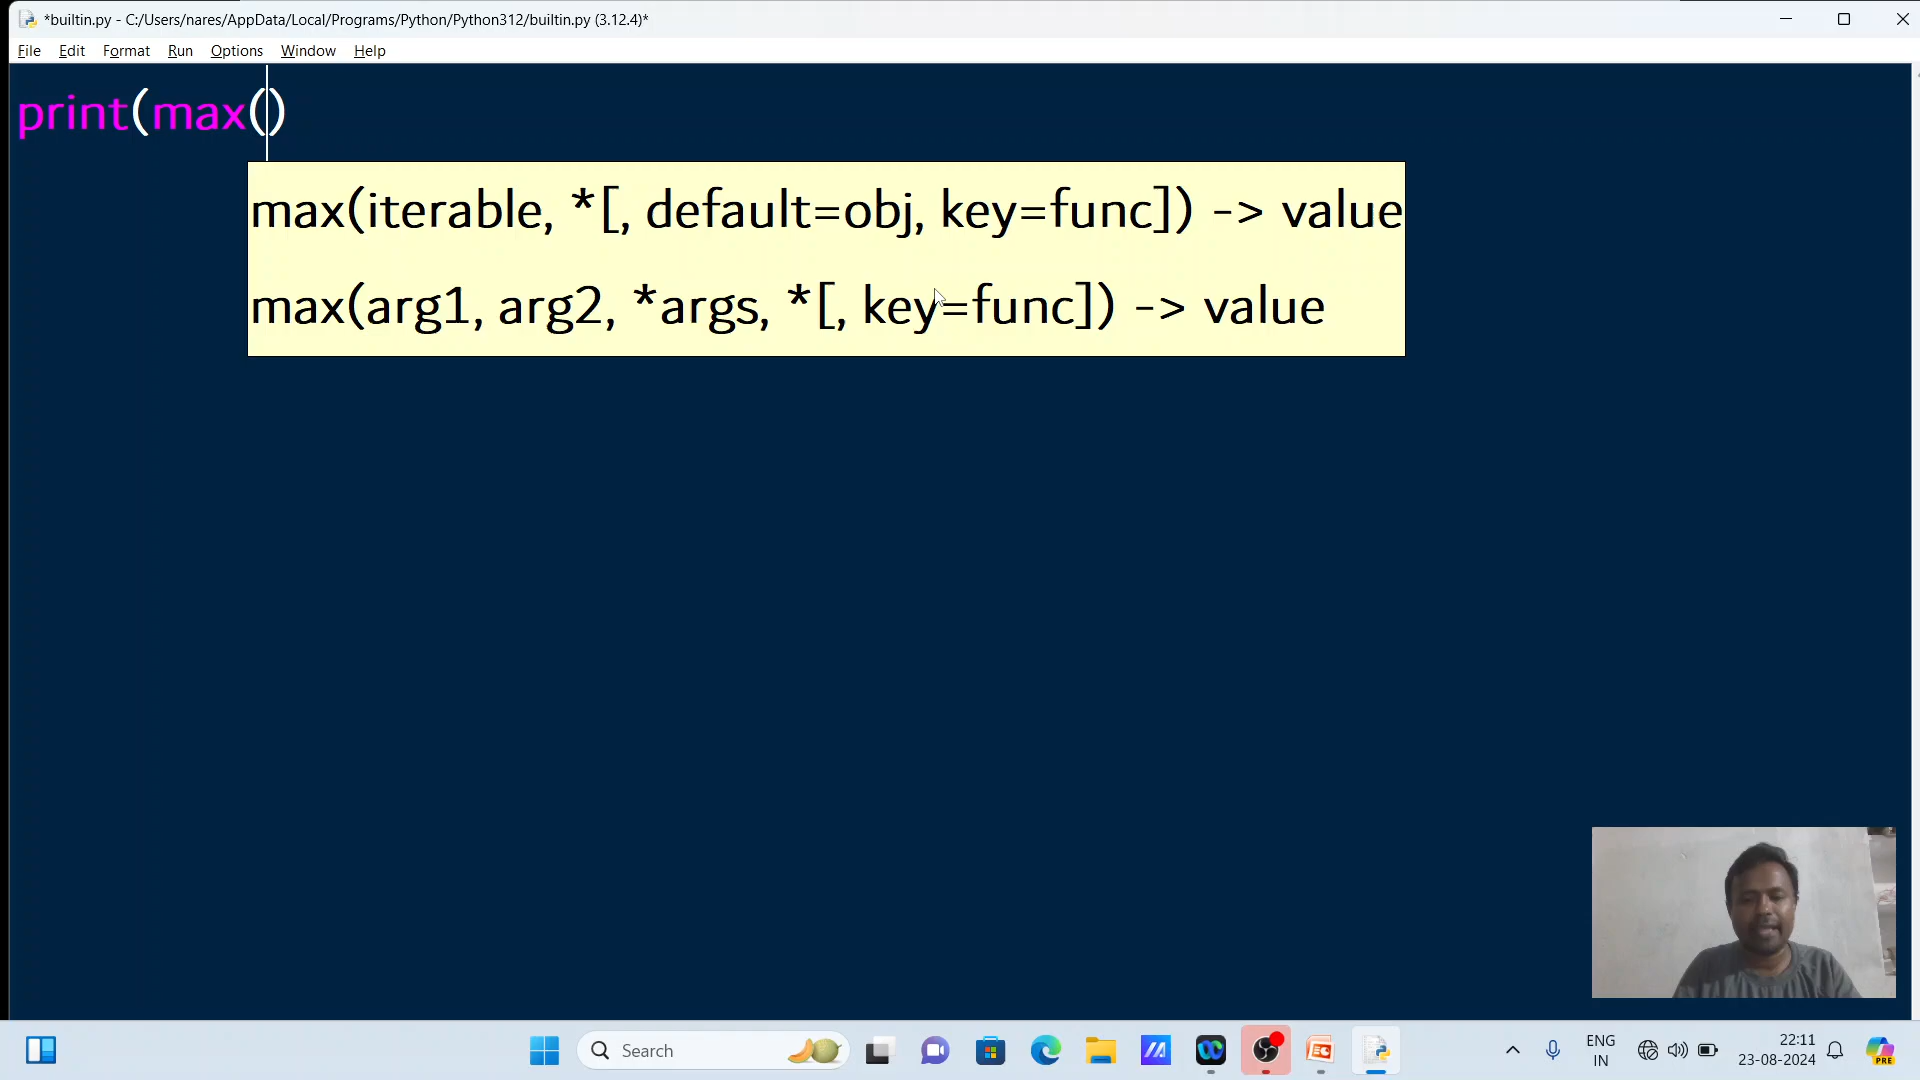 *builtin.py - C:/Users/nares/AppData/Local/Programs/Python/Python312/builtin.py (3.12.4)*
File Edit Format Run Options Window Help
print(max()
max(iterable, *[, default=obj, key=func]) -> value
max(arg1, arg2, *args, *[, key=func]) -> value
Search
ENG
IN
22:11
23-08-2024
PRE